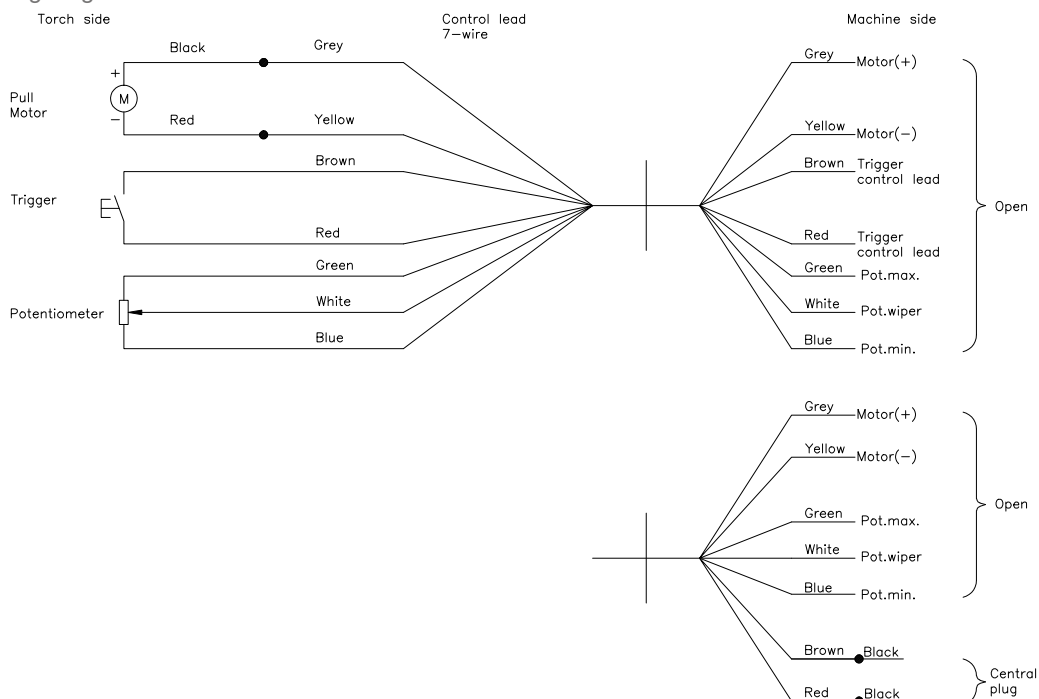 Torch side
Control lead
7-wire
Machine side
Black
Grey
+
M
-
Pull
Motor
Red
Yellow
Brown
Trigger
Red
Green
White
Potentiometer
Blue
Grey Motor(+)
Yellow Motor(-)
Brown Trigger
control lead
Red Trigger
control lead
Green Pot.max.
White Pot.wiper
Blue Pot.min.
Open
Grey Motor(+)
Yellow Motor(-)
Green Pot.max.
White Pot.wiper
Blue Pot.min.
Open
Brown Black
Red Black
Central
plug